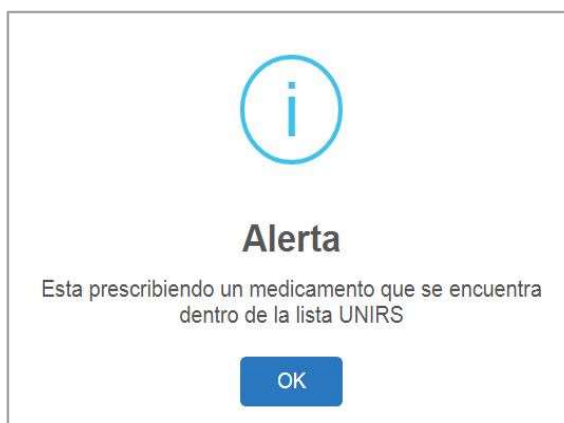 i
Alerta
Esta prescribiendo un medicamento que se encuentra
dentro de la lista UNIRS
OK